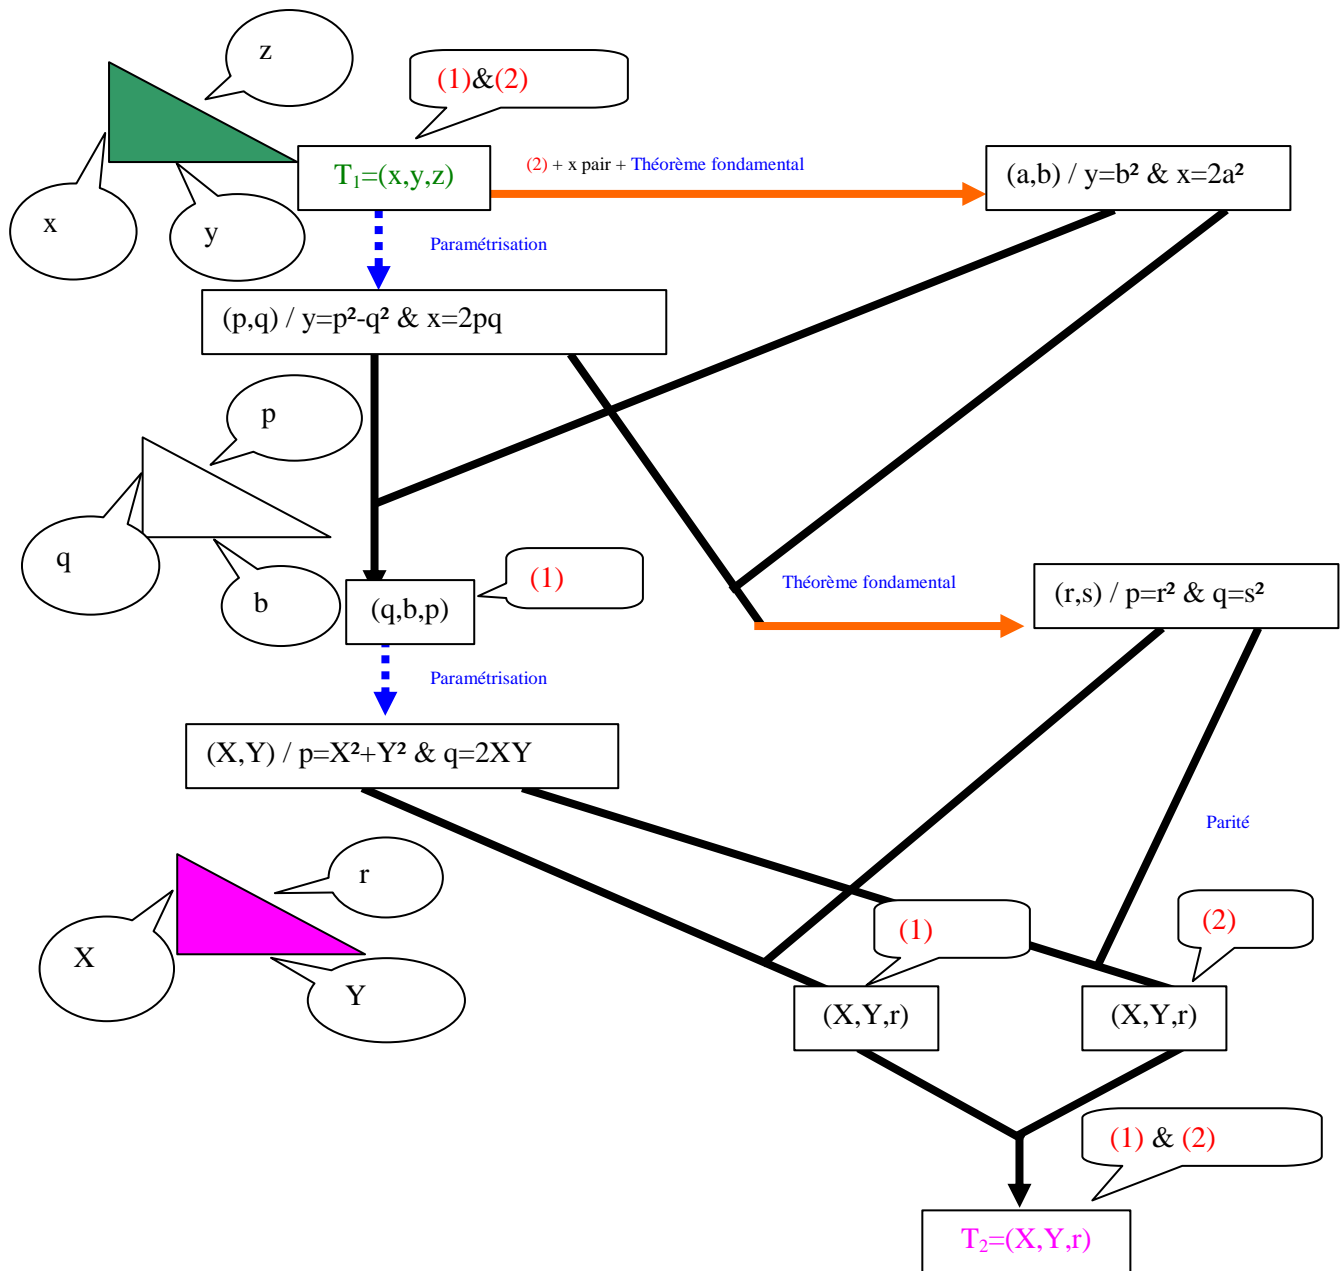 z
(1)&(2)
T₁=(x,y,z)
(2) + x pair + Théorème fondamental
(a,b) / y=b² & x=2a²
x
y
Paramétrisation
(p,q) / y=p²-q² & x=2pq
p
q
b
(q,b,p)
(1)
Théorème fondamental
(r,s) / p=r² & q=s²
Paramétrisation
(X,Y) / p=X²+Y² & q=2XY
Parité
r
X
Y
(1)
(2)
(X,Y,r)
(X,Y,r)
(1) & (2)
T₂=(X,Y,r)